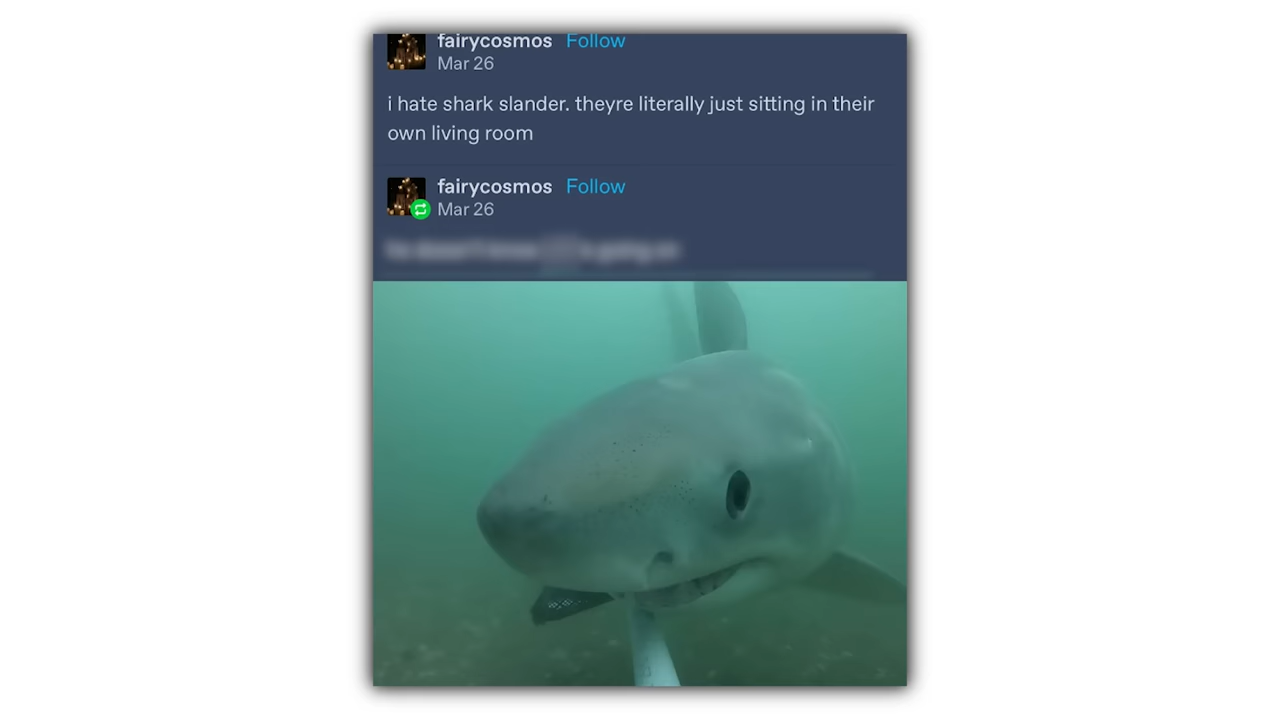 fairycosmos Follow
Mar 26
i hate shark slander. theyre literally just sitting in their
own living room
fairycosmos Follow
Mar 26